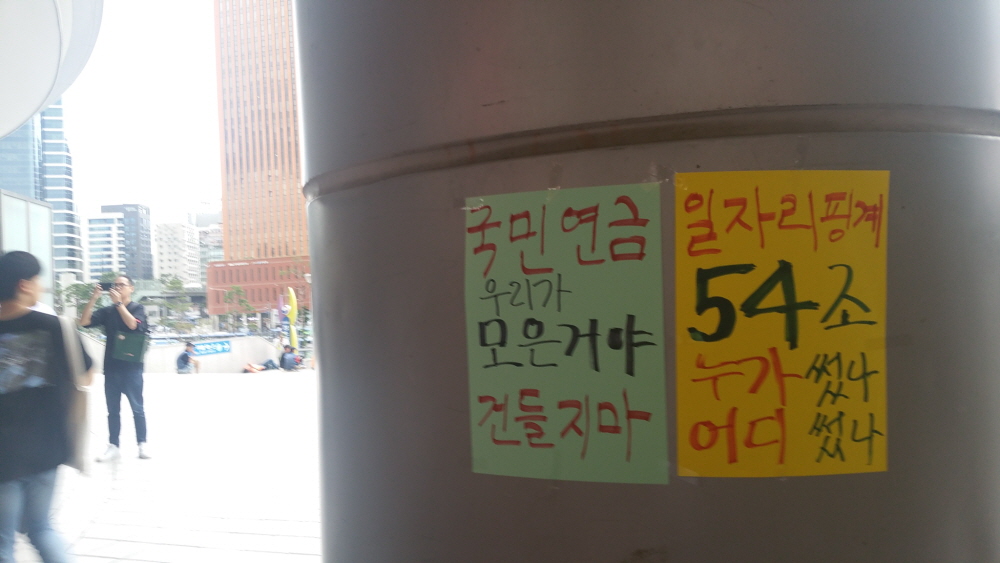 국민연금
우리가
모은거야
건들지마
일자리핑계
54조
누가 썼나
어디 썼나